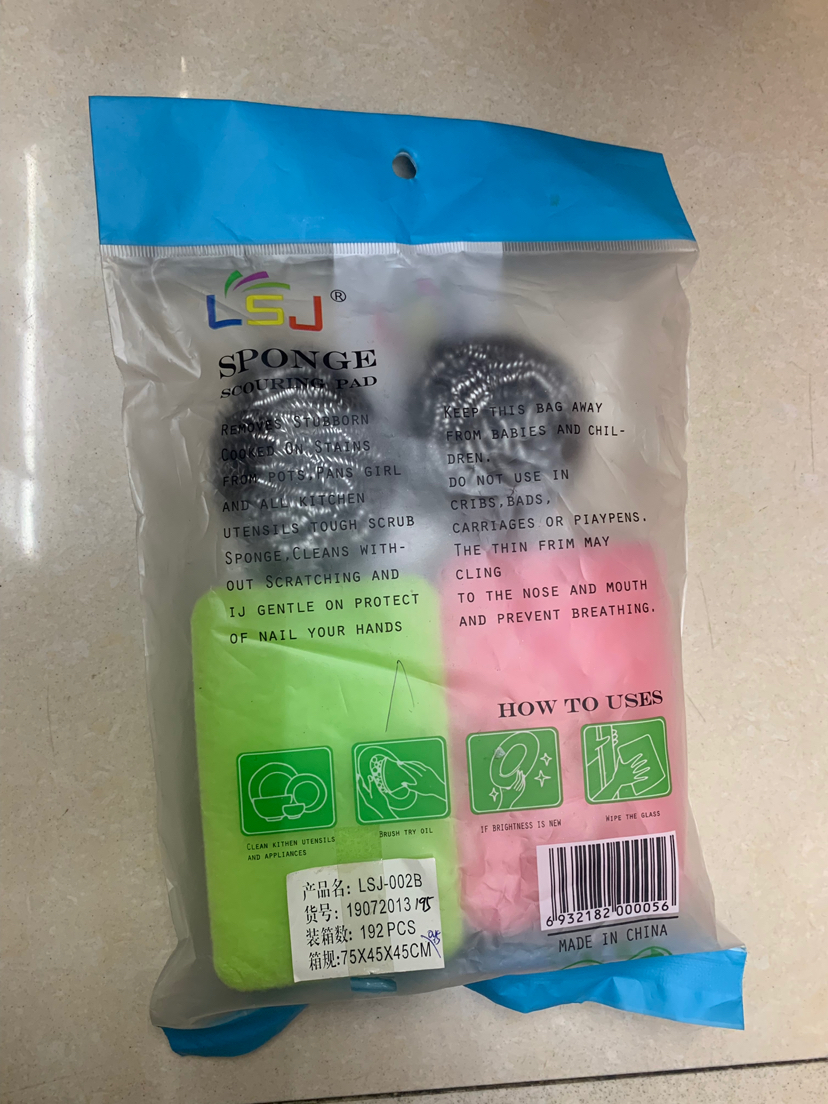 LSJ®
SPONGE
SCOURING PAD
REMOVES STUBBORN
COOKED ON STAINS
FROM POTS,PANS GIRL
AND ALL KITCHEN
UTENSILS TOUGH SCRUB
SPONGE,CLEANS WITH-
OUT SCRATCHING AND
IJ GENTLE ON PROTECT
OF NAIL YOUR HANDS
KEEP THIS BAG AWAY
FROM BABIES AND CHIL-
DREN.
DO NOT USE IN
CRIBS,BADS,
CARRIAGES OR PIAYPENS.
THE THIN FRIM MAY
CLING
TO THE NOSE AND MOUTH
AND PREVENT BREATHING.
HOW TO USES
CLEAN KITHEN UTENSILS
AND APPLIANCES
BRUSH TRY OIL
IF BRIGHTNESS IS NEW
WIPE THE GLASS
产品名: LSJ-002B
货号: 19072013 195
装箱数: 192PCS
箱规:75X45X45CM
6 932182 000056
MADE IN CHINA